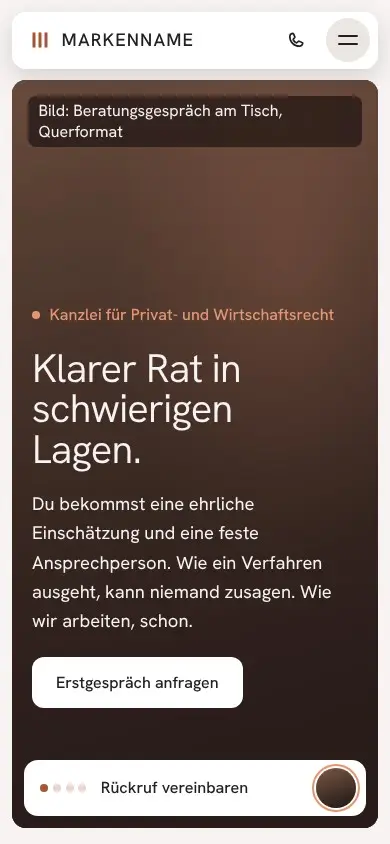 MARKENNAME
Bild: Beratungsgespräch am Tisch,
Querformat
Kanzlei für Privat- und Wirtschaftsrecht
Klarer Rat in
schwierigen
Lagen.
Du bekommst eine ehrliche
Einschätzung und eine feste
Ansprechperson. Wie ein Verfahren
ausgeht, kann niemand zusagen. Wie
wir arbeiten, schon.
Erstgespräch anfragen
Rückruf vereinbaren